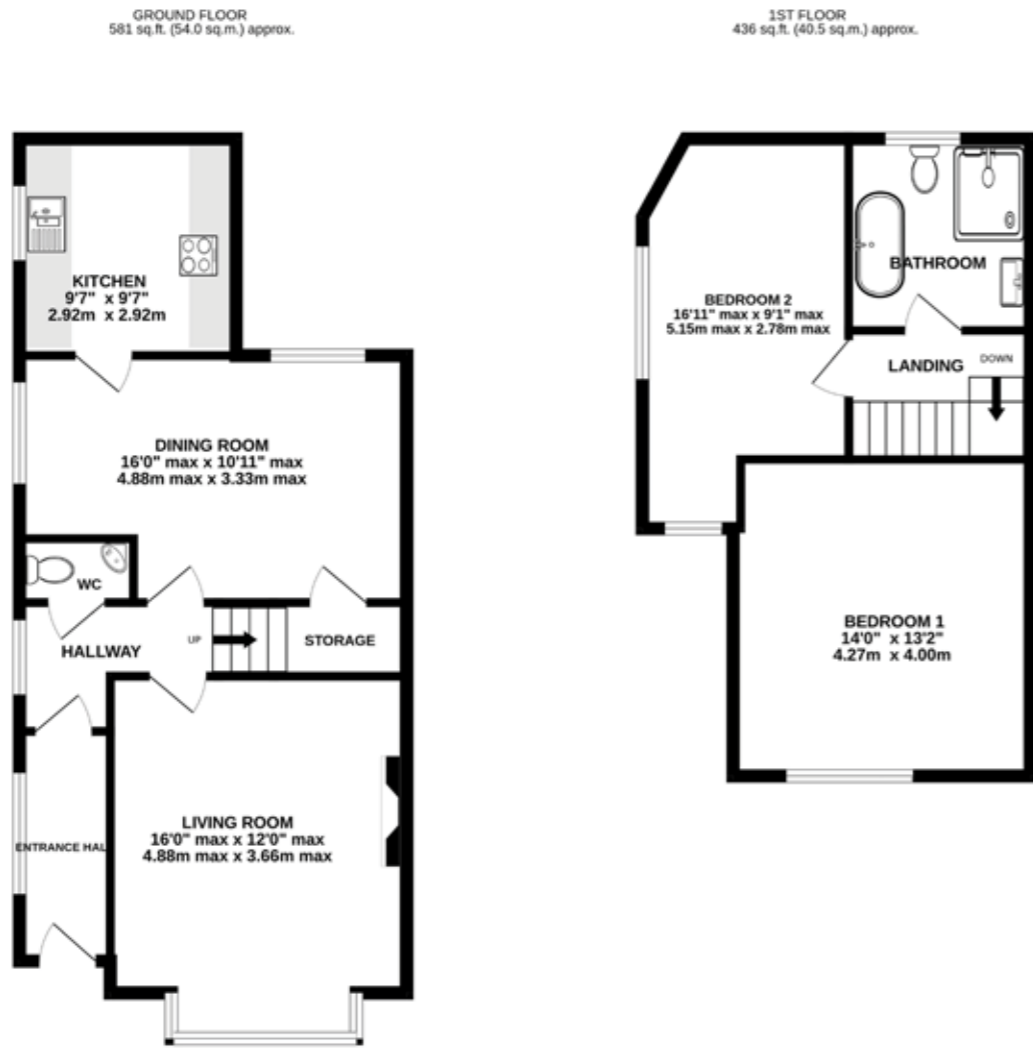 GROUND FLOOR
581 sq.ft. (54.0 sq.m.) approx.
1ST FLOOR
436 sq.ft. (40.5 sq.m.) approx.
KITCHEN
9'7" x 9'7"
2.92m x 2.92m
DINING ROOM
16'0" max x 10'11" max
4.88m max x 3.33m max
WC
HALLWAY
UP
STORAGE
LIVING ROOM
16'0" max x 12'0" max
4.88m max x 3.66m max
ENTRANCE HAL
BEDROOM 2
16'11" max x 9'1" max
5.15m max x 2.78m max
BATHROOM
LANDING
DOWN
BEDROOM 1
14'0" x 13'2"
4.27m x 4.00m